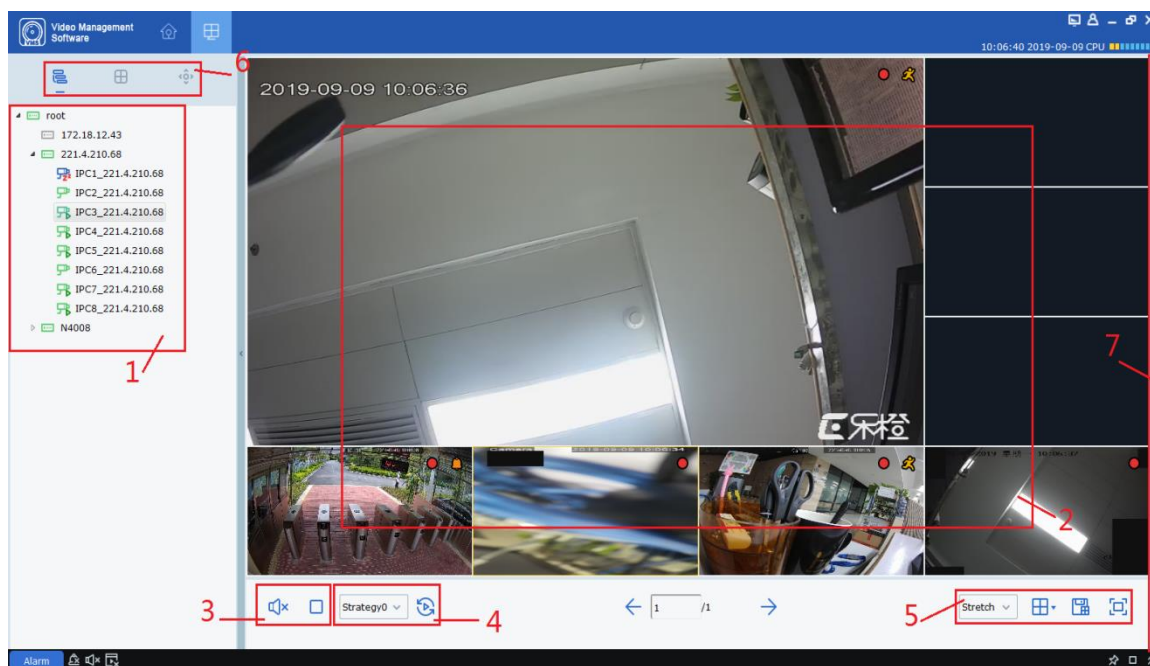 Video Management
Software
10:06:40 2019-09-09 CPU
6
2019-09-09 10:06:36
root
172.18.12.43
221.4.210.68
IPC1_221.4.210.68
IPC2_221.4.210.68
IPC3_221.4.210.68
IPC4_221.4.210.68
IPC5_221.4.210.68
IPC6_221.4.210.68
IPC7_221.4.210.68
IPC8_221.4.210.68
N4008
1
7
乐橙
2
3
Strategy0
4
1 /1
5
Stretch
Alarm